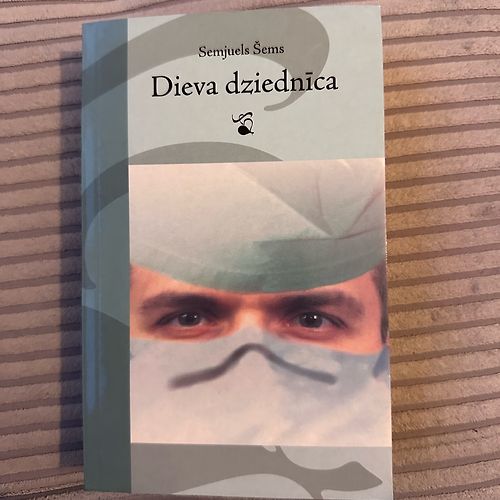 Semjuels Šems
Dieva dziednīca